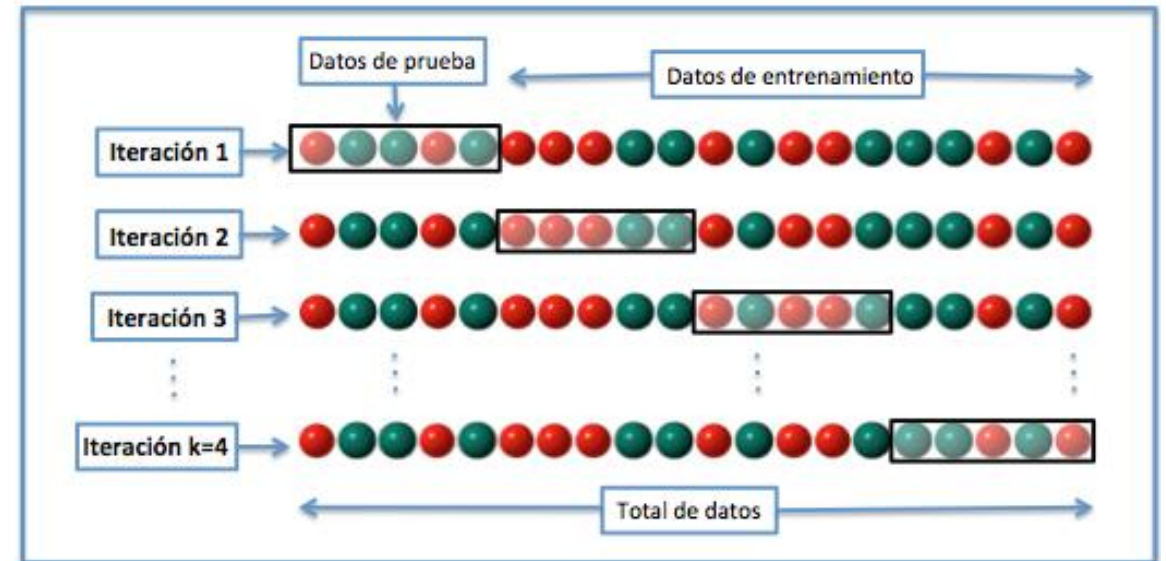 Datos de prueba
Datos de entrenamiento
Iteración 1
Iteración 2
Iteración 3
Iteración k=4
Total de datos